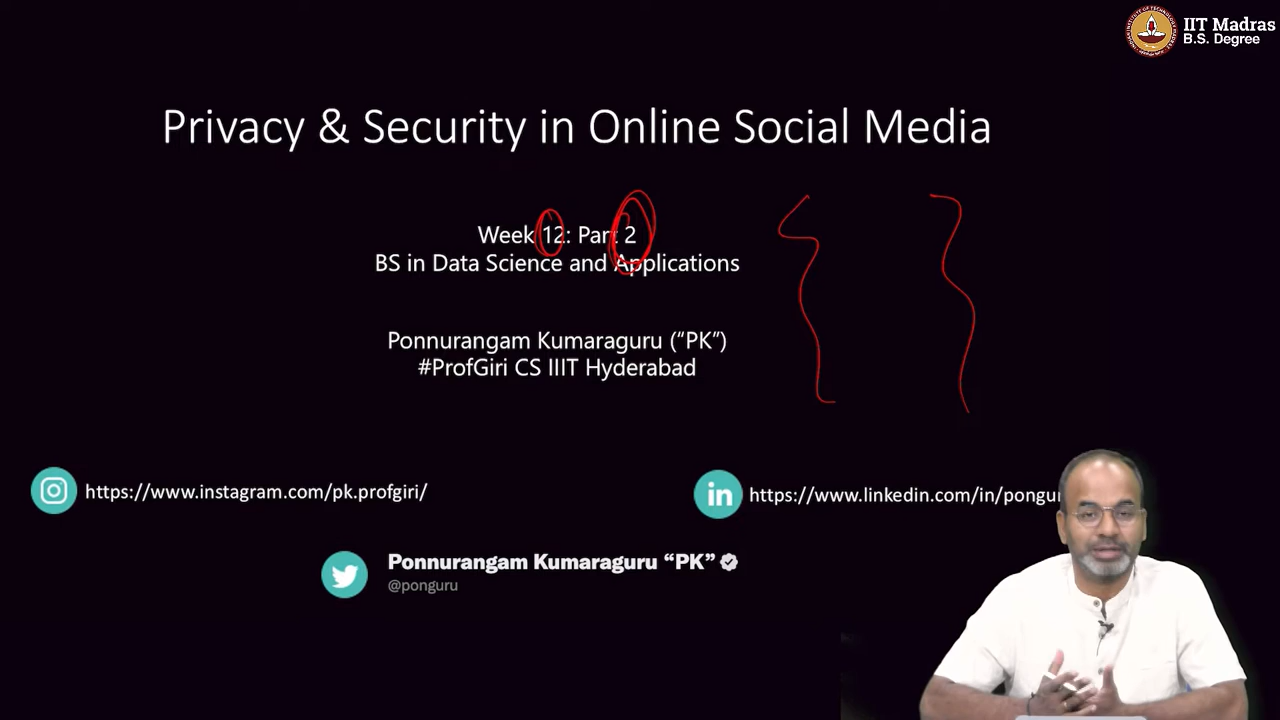 IIT Madras
B.S. Degree
Privacy & Security in Online Social Media
Week 12: Part 2
BS in Data Science and Applications
Ponnurangam Kumaraguru (“PK”)
#ProfGiri CS IIIT Hyderabad
https://www.instagram.com/pk.profgiri/
https://www.linkedin.com/in/pongur
Ponnurangam Kumaraguru “PK”
@ponguru